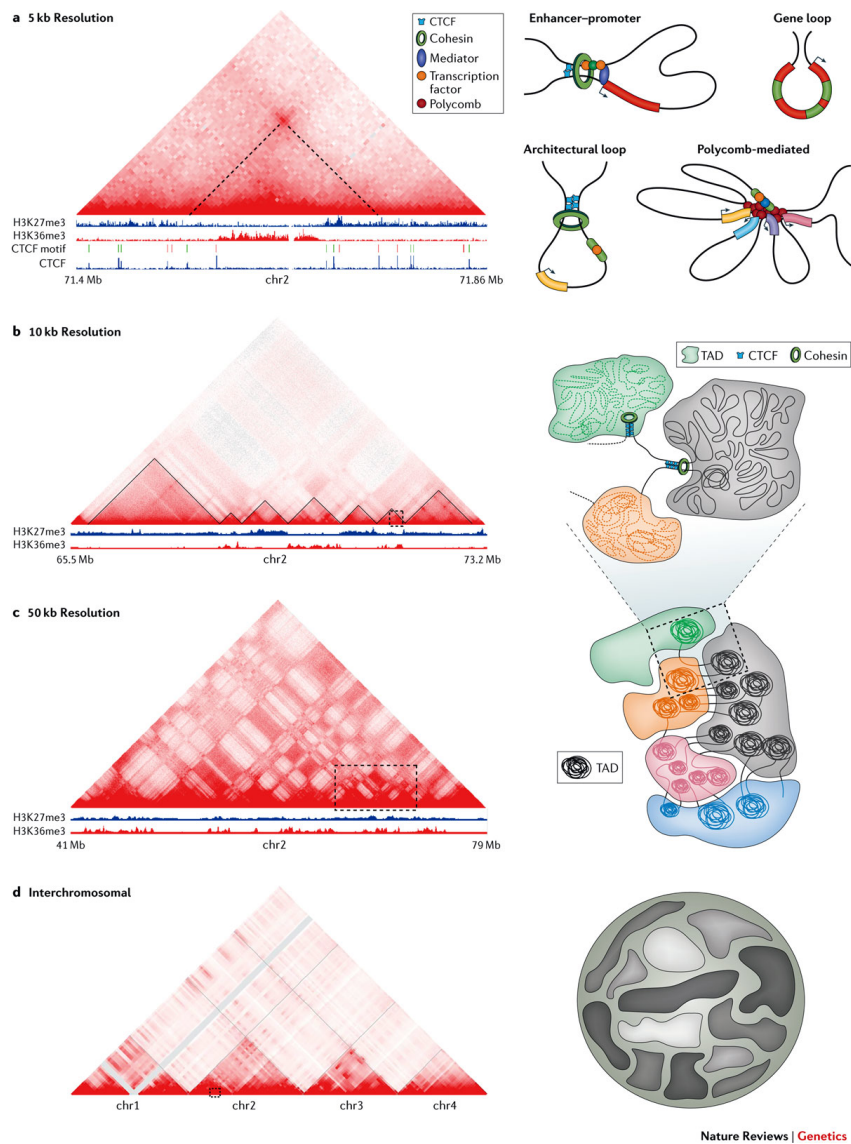 a 5 kb Resolution
CTCF
Cohesin
Mediator
Transcription
factor
Polycomb
Enhancer–promoter
Gene loop
Architectural loop
Polycomb-mediated
H3K27me3
H3K36me3
CTCF motif
CTCF
71.4 Mb chr2 71.86 Mb
b 10 kb Resolution
TAD CTCF Cohesin
H3K27me3
H3K36me3
65.5 Mb chr2 73.2 Mb
c 50 kb Resolution
TAD
H3K27me3
H3K36me3
41 Mb chr2 79 Mb
d Interchromosomal
chr1 chr2 chr3 chr4
Nature Reviews | Genetics